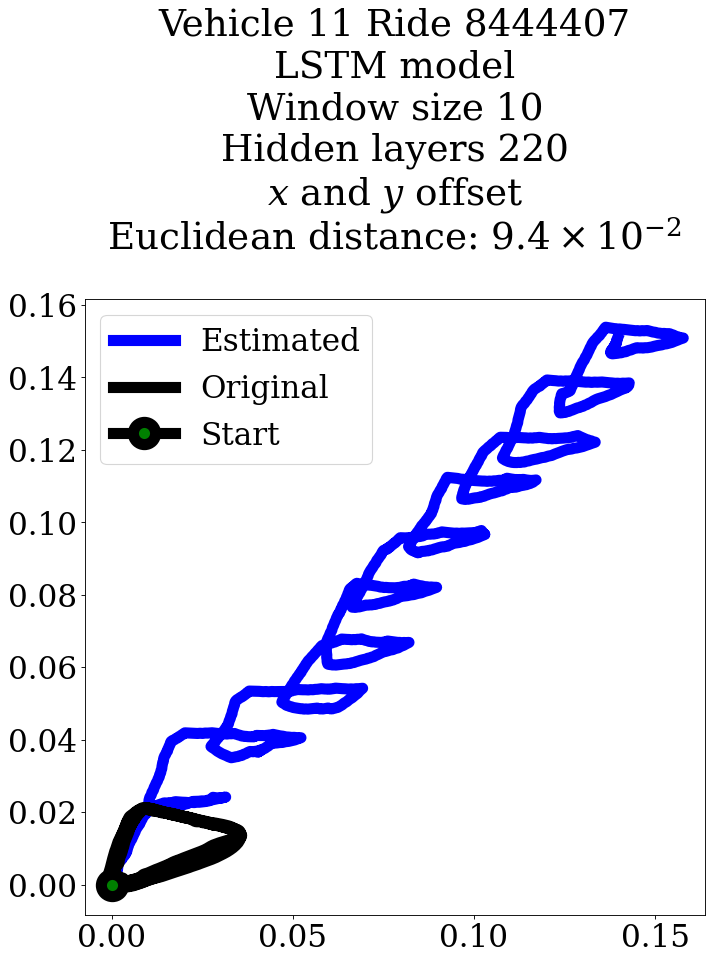 Vehicle 11 Ride 8444407
LSTM model
Window size 10
Hidden layers 220
x and y offset
Euclidean distance: 9.4 × 10⁻²
Estimated
Original
Start
0.16
0.14
0.12
0.10
0.08
0.06
0.04
0.02
0.00
0.00 0.05 0.10 0.15